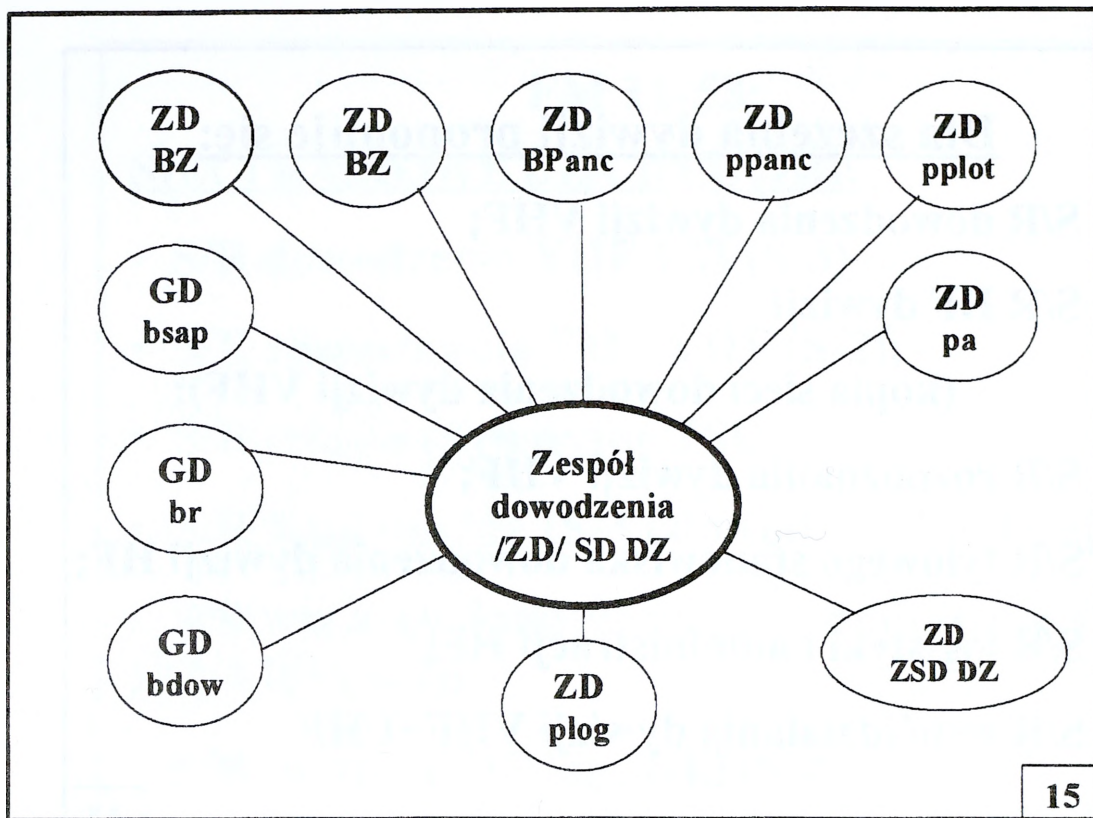 ZD
BZ
ZD
BZ
ZD
BPanc
ZD
ppanc
ZD
pplot
GD
bsap
ZD
pa
GD
br
Zespół
dowodzenia
/ZD/ SD DZ
GD
bdow
ZD
plog
ZD
ZSD DZ
15